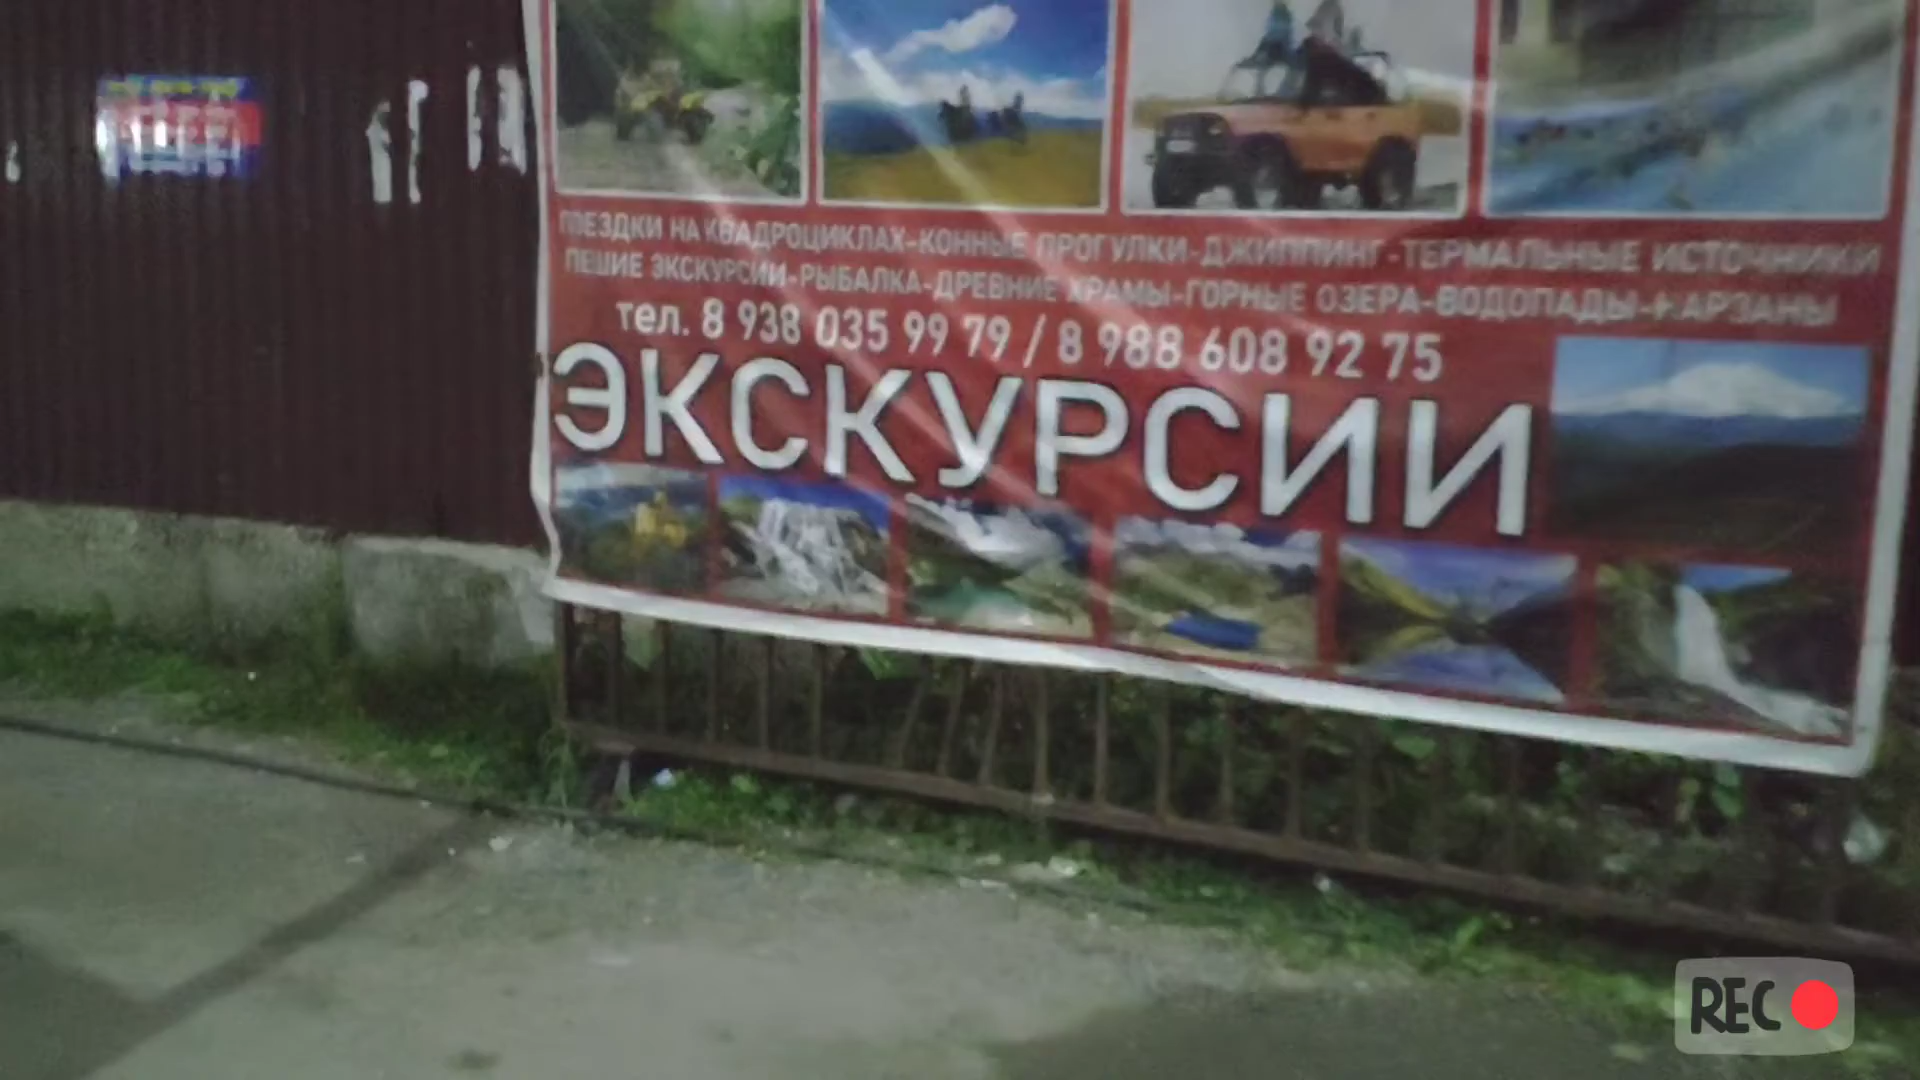 ПОЕЗДКИ НА КВАДРОЦИКЛАХ-КОННЫЕ ПРОГУЛКИ-ДЖИППИНГ-ТЕРМАЛЬНЫЕ ИСТОЧНИКИ
ПЕШИЕ ЭКСКУРСИИ-РЫБАЛКА-ДРЕВНИЕ ХРАМЫ-ГОРНЫЕ ОЗЕРА-ВОДОПАДЫ-НАРЗАНЫ
тел. 8 938 035 99 79 / 8 988 608 92 75
ЭКСКУРСИИ
REC